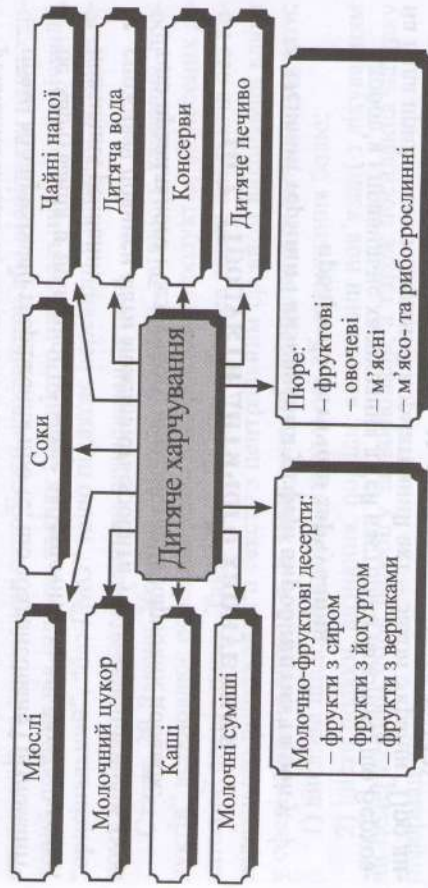 Мюслі
Соки
Чайні напої
Молочний цукор
Дитяча вода
Дитяче харчування
Каші
Консерви
Молочні суміші
Дитяче печиво
Молочно-фруктові десерти:
– фрукти з сиром
– фрукти з йогуртом
– фрукти з вершками
Пюре:
– фруктові
– овочеві
– м’ясні
– м’ясо- та рибо-рослинні